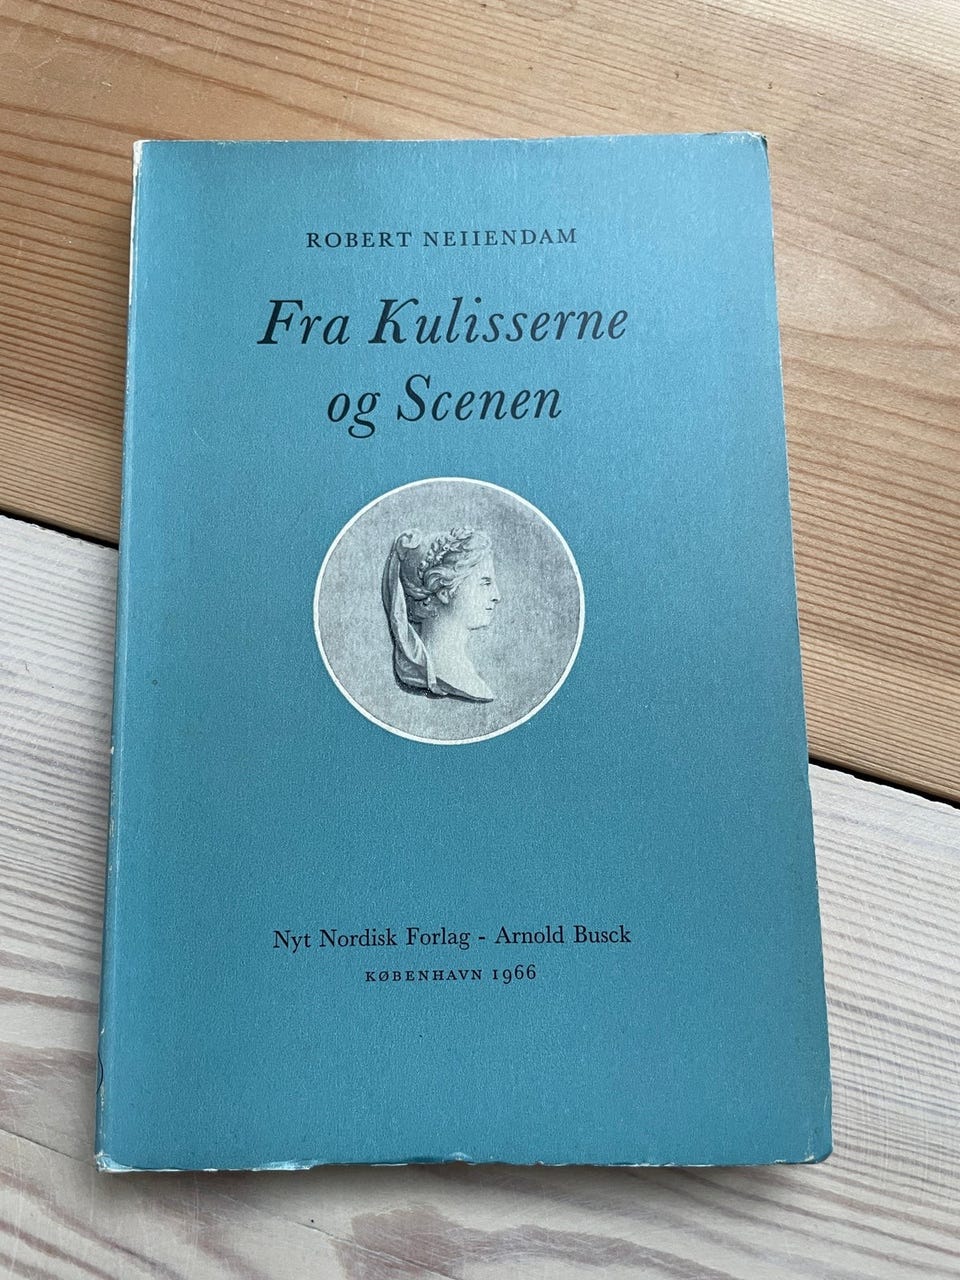 ROBERT NEIIENDAM
Fra Kulisserne
og Scenen
Nyt Nordisk Forlag - Arnold Busck
KØBENHAVN 1966